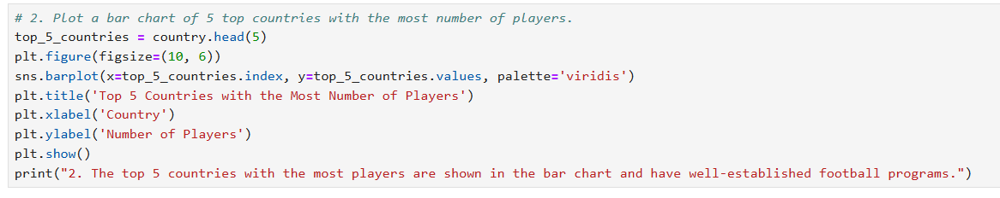 # 2. Plot a bar chart of 5 top countries with the most number of players.
top_5_countries = country.head(5)
plt.figure(figsize=(10, 6))
sns.barplot(x=top_5_countries.index, y=top_5_countries.values, palette='viridis')
plt.title('Top 5 Countries with the Most Number of Players')
plt.xlabel('Country')
plt.ylabel('Number of Players')
plt.show()
print("2. The top 5 countries with the most players are shown in the bar chart and have well-established football programs.")